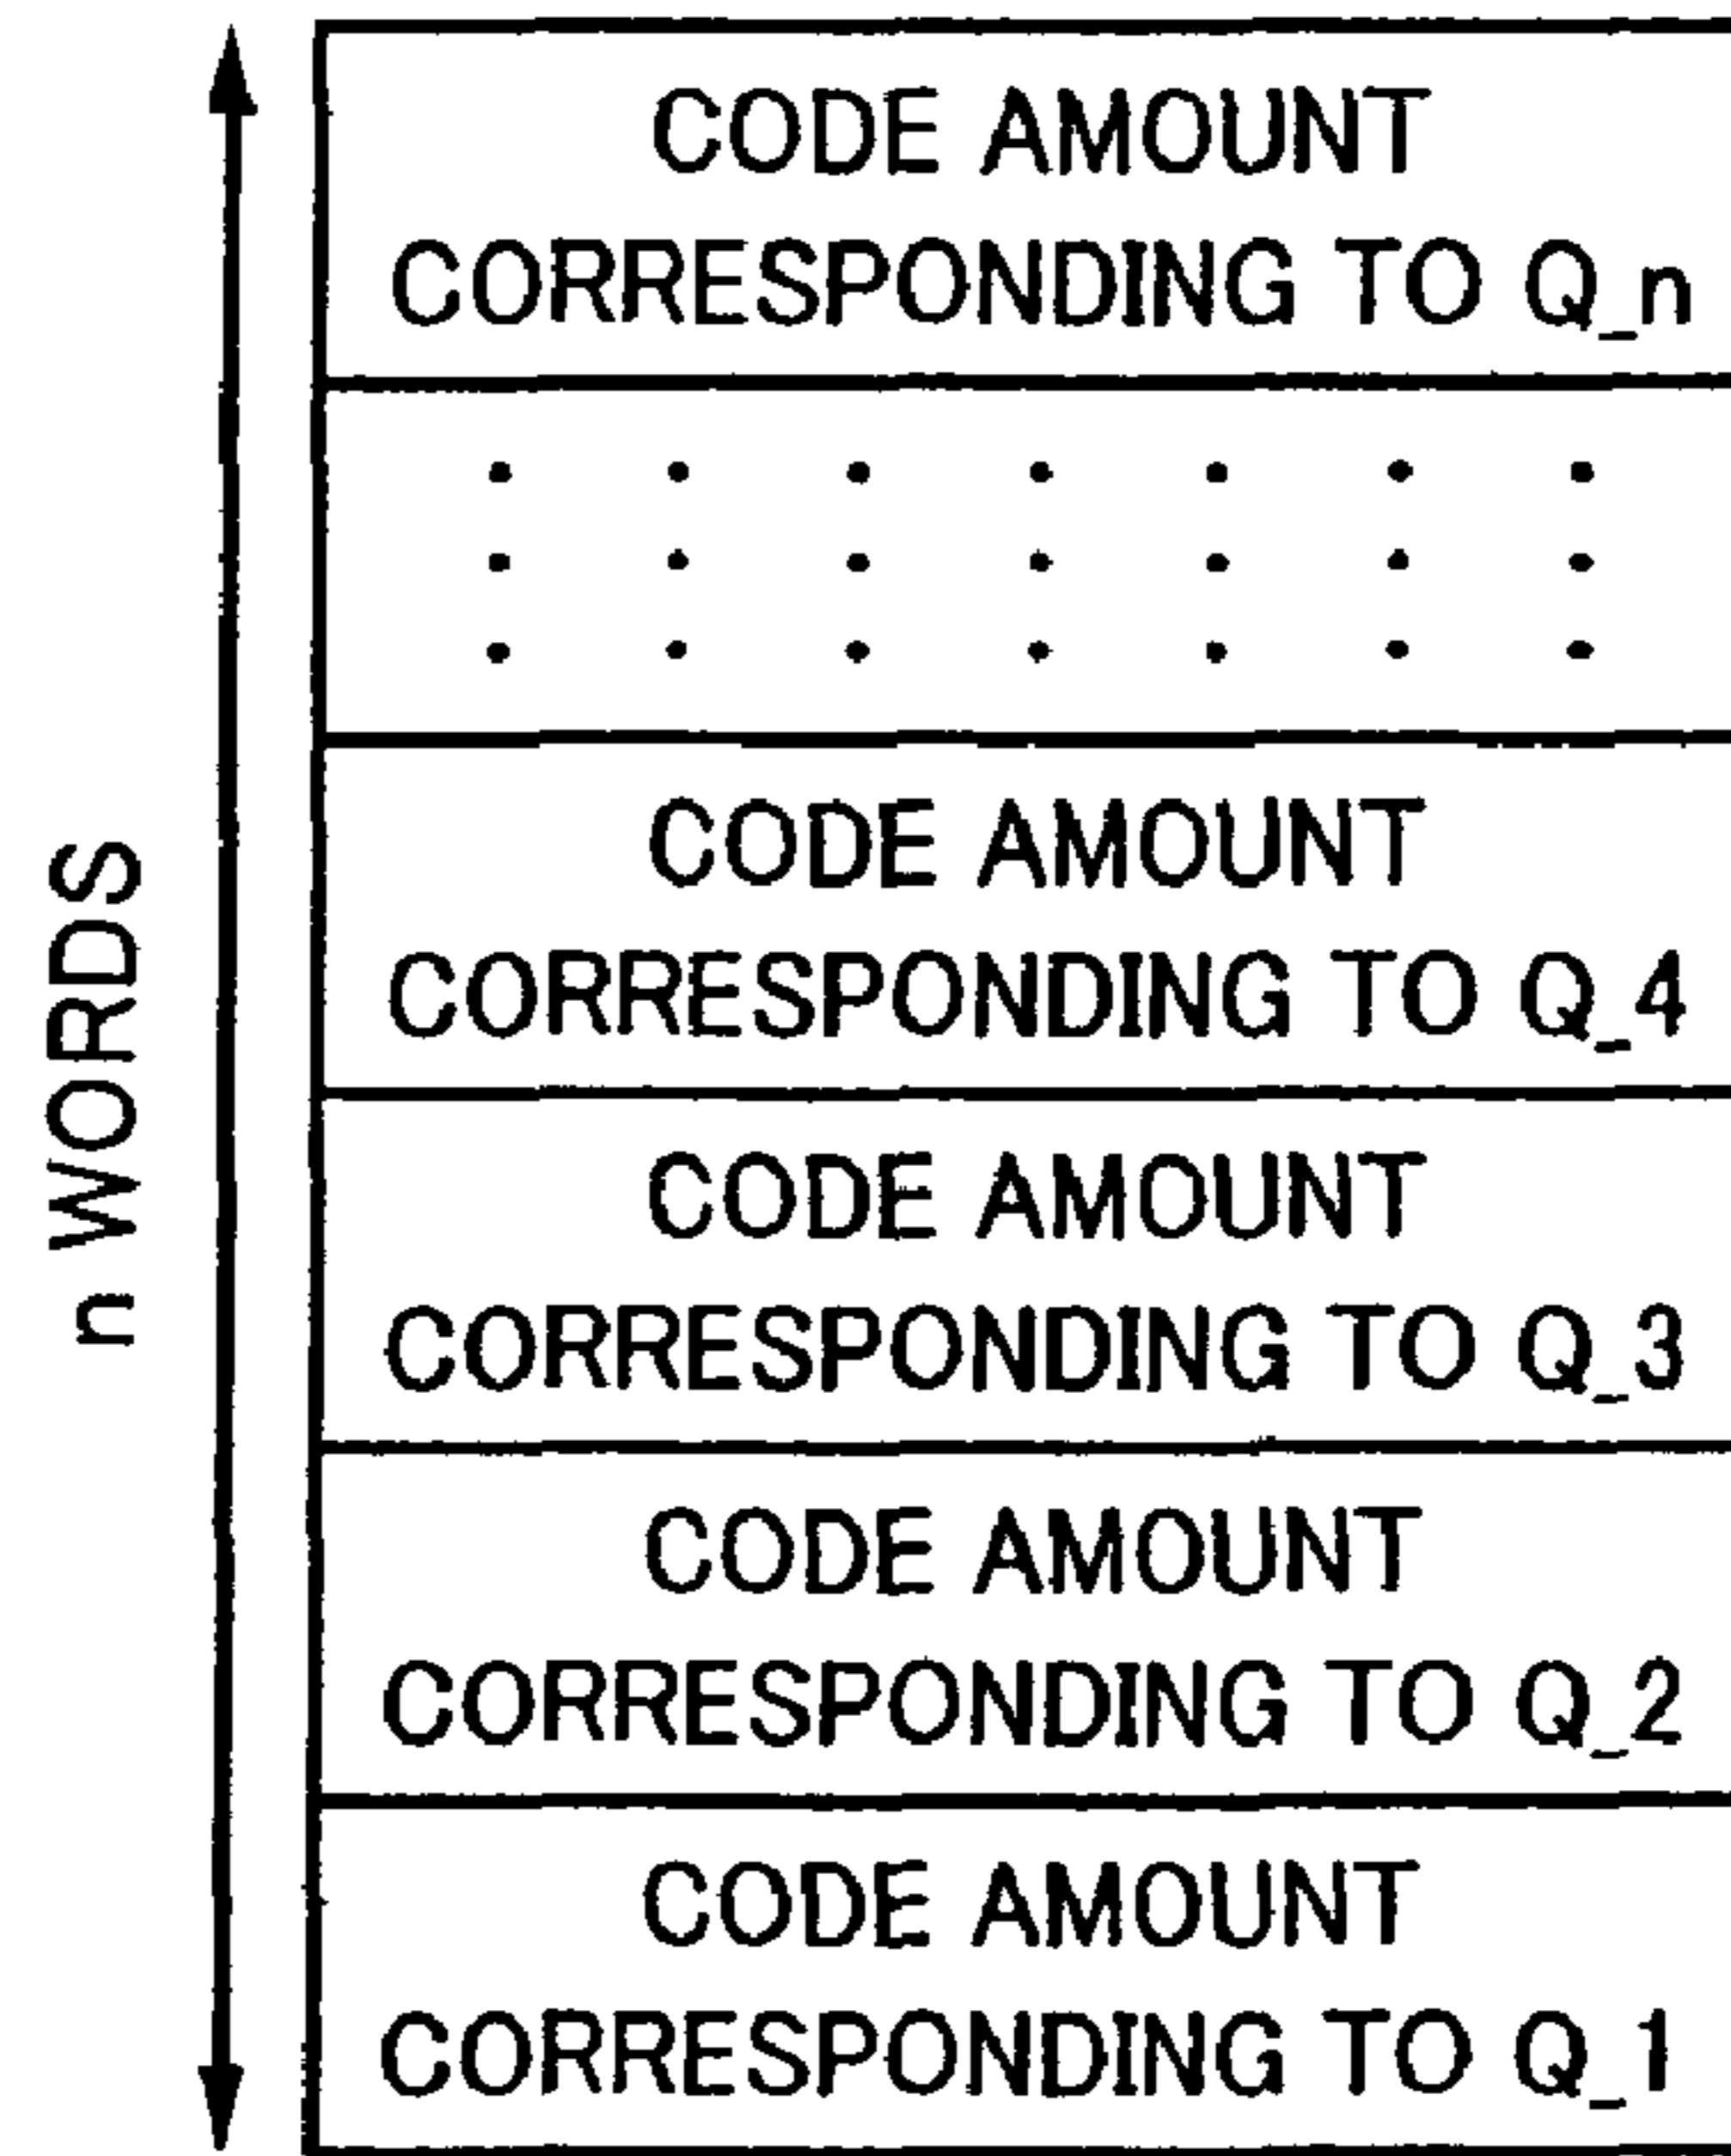 n WORDS
CODE AMOUNT
CORRESPONDING TO Q_n
CODE AMOUNT
CORRESPONDING TO Q_4
CODE AMOUNT
CORRESPONDING TO Q_3
CODE AMOUNT
CORRESPONDING TO Q_2
CODE AMOUNT
CORRESPONDING TO Q_1